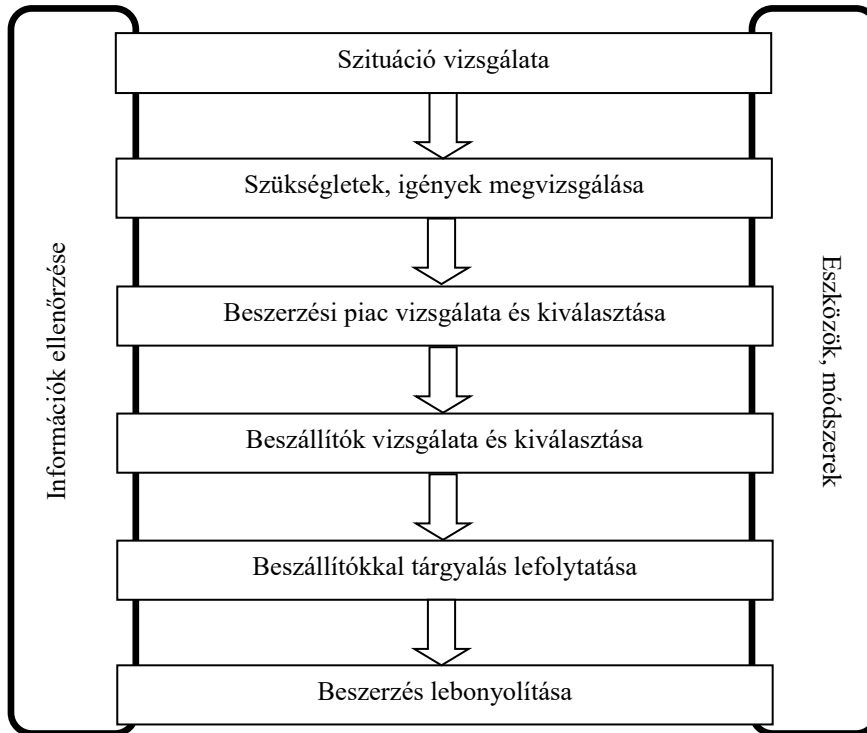 Szituáció vizsgálata
Szükségletek, igények megvizsgálása
Beszerzési piac vizsgálata és kiválasztása
Beszállítók vizsgálata és kiválasztása
Beszállítókkal tárgyalás lefolytatása
Beszerzés lebonyolítása
Információk ellenőrzése
Eszközök, módszerek